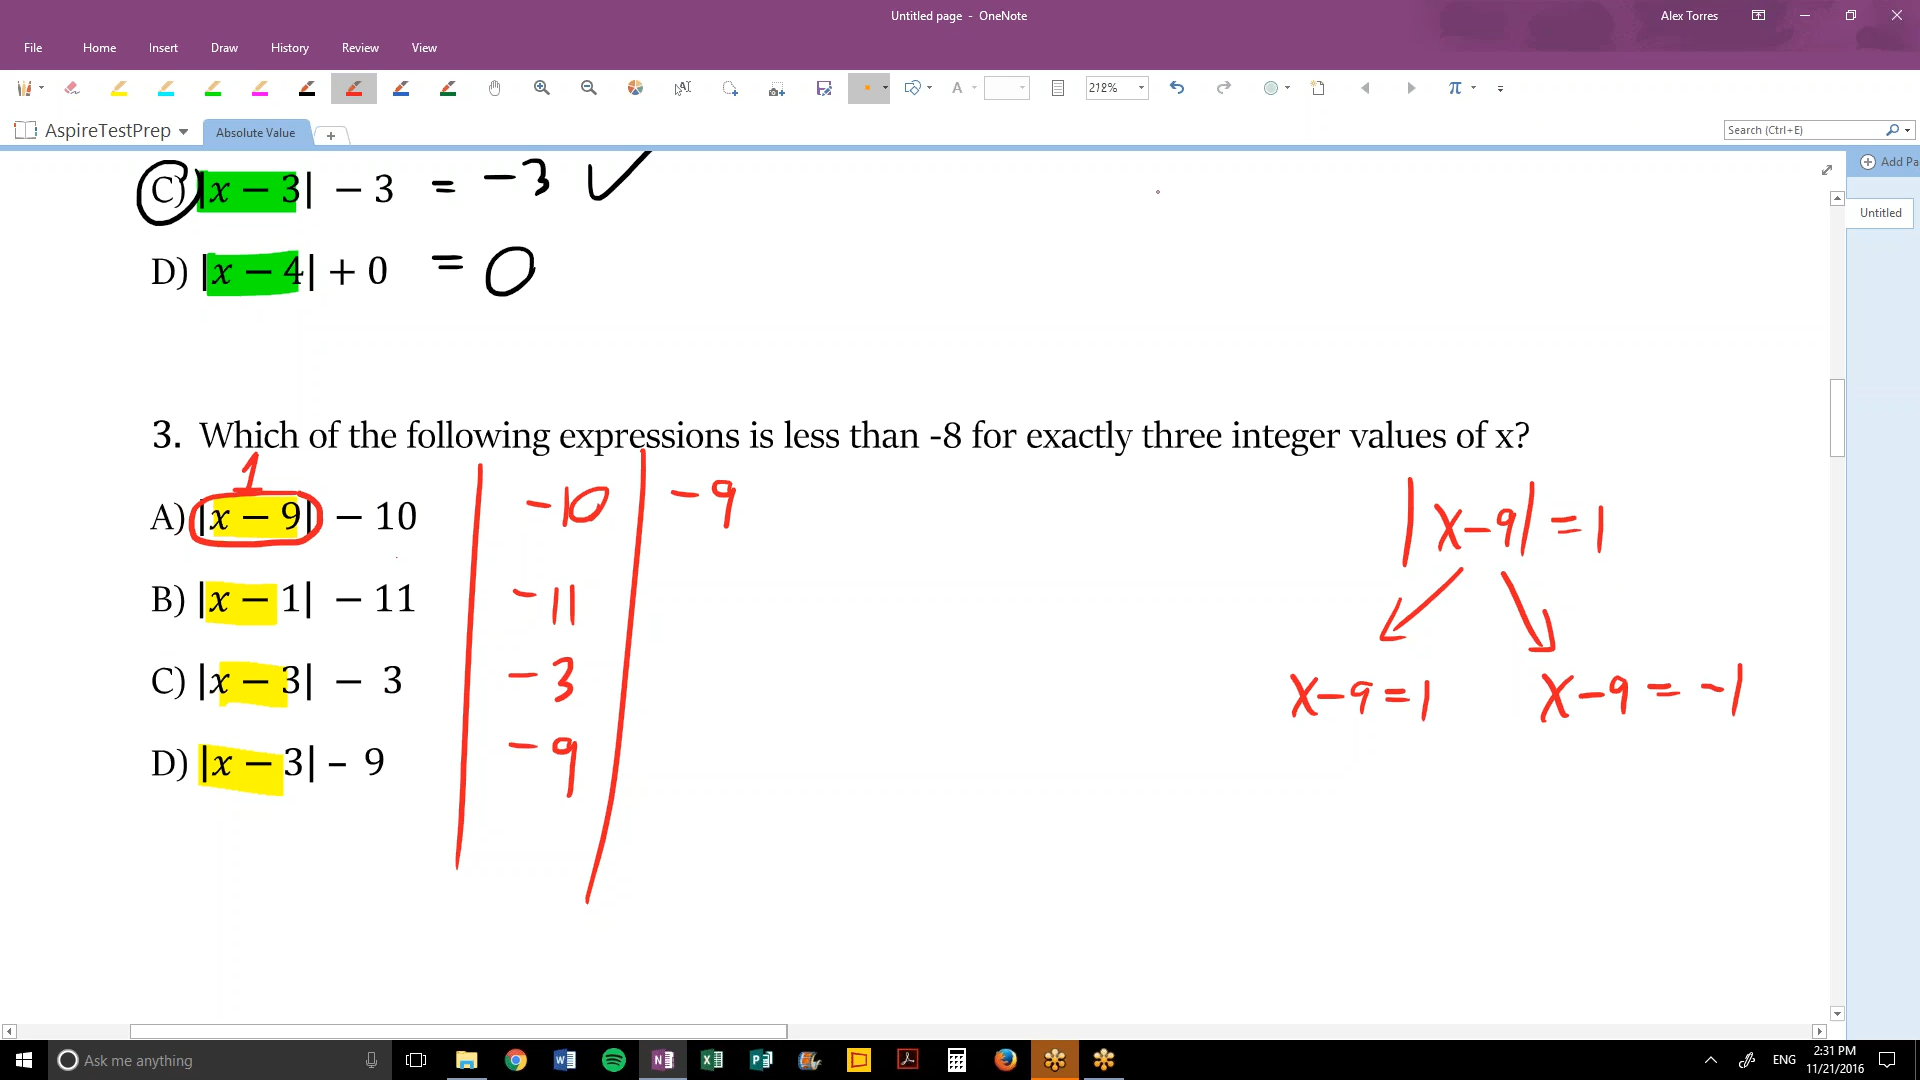 Untitled page - OneNote
Alex Torres
File Home Insert Draw History Review View
212%
AspireTestPrep
Absolute Value
Search (Ctrl+E)
Add Pa
Untitled
C) |x − 3| − 3 = -3
D) |x − 4| + 0 = 0
3. Which of the following expressions is less than -8 for exactly three integer values of x?
1
A) |x − 9| − 10 -10 -9
B) |x − 1| − 11 -11
C) |x − 3| − 3 -3
D) |x − 3| – 9 -9
|x-9| = 1
x-9=1 x-9=-1
Ask me anything
ENG
2:31 PM
11/21/2016